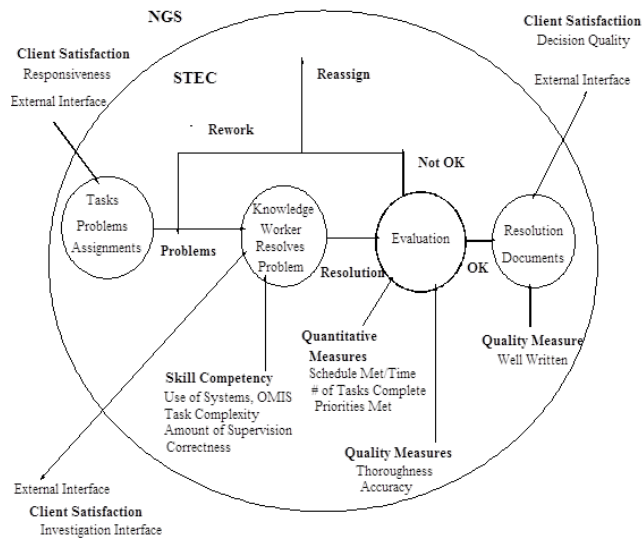 NGS
Client Satisfaction
Responsiveness
External Interface
STEC
Reassign
Rework
Client Satisfactiion
Decision Quality
External Interface
Not OK
Tasks
Problems
Assignments
Problems
Knowledge
Worker
Resolves
Problem
Resolution
Evaluation
OK
Resolution
Documents
Quantitative
Measures
Schedule Met/Time
# of Tasks Complete
Priorities Met
Quality Measure
Well Written
Skill Competency
Use of Systems, OMIS
Task Complexity
Amount of Supervision
Correctness
Quality Measures
Thoroughness
Accuracy
External Interface
Client Satisfaction
Investigation Interface